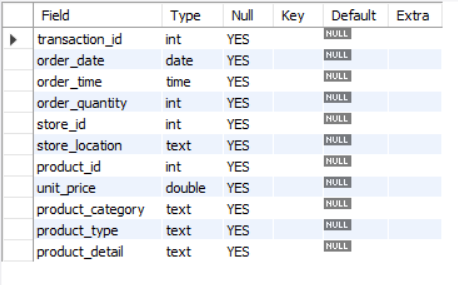 Field Type Null Key Default Extra
transaction_id int YES NULL
order_date date YES NULL
order_time time YES NULL
order_quantity int YES NULL
store_id int YES NULL
store_location text YES NULL
product_id int YES NULL
unit_price double YES NULL
product_category text YES NULL
product_type text YES NULL
product_detail text YES NULL